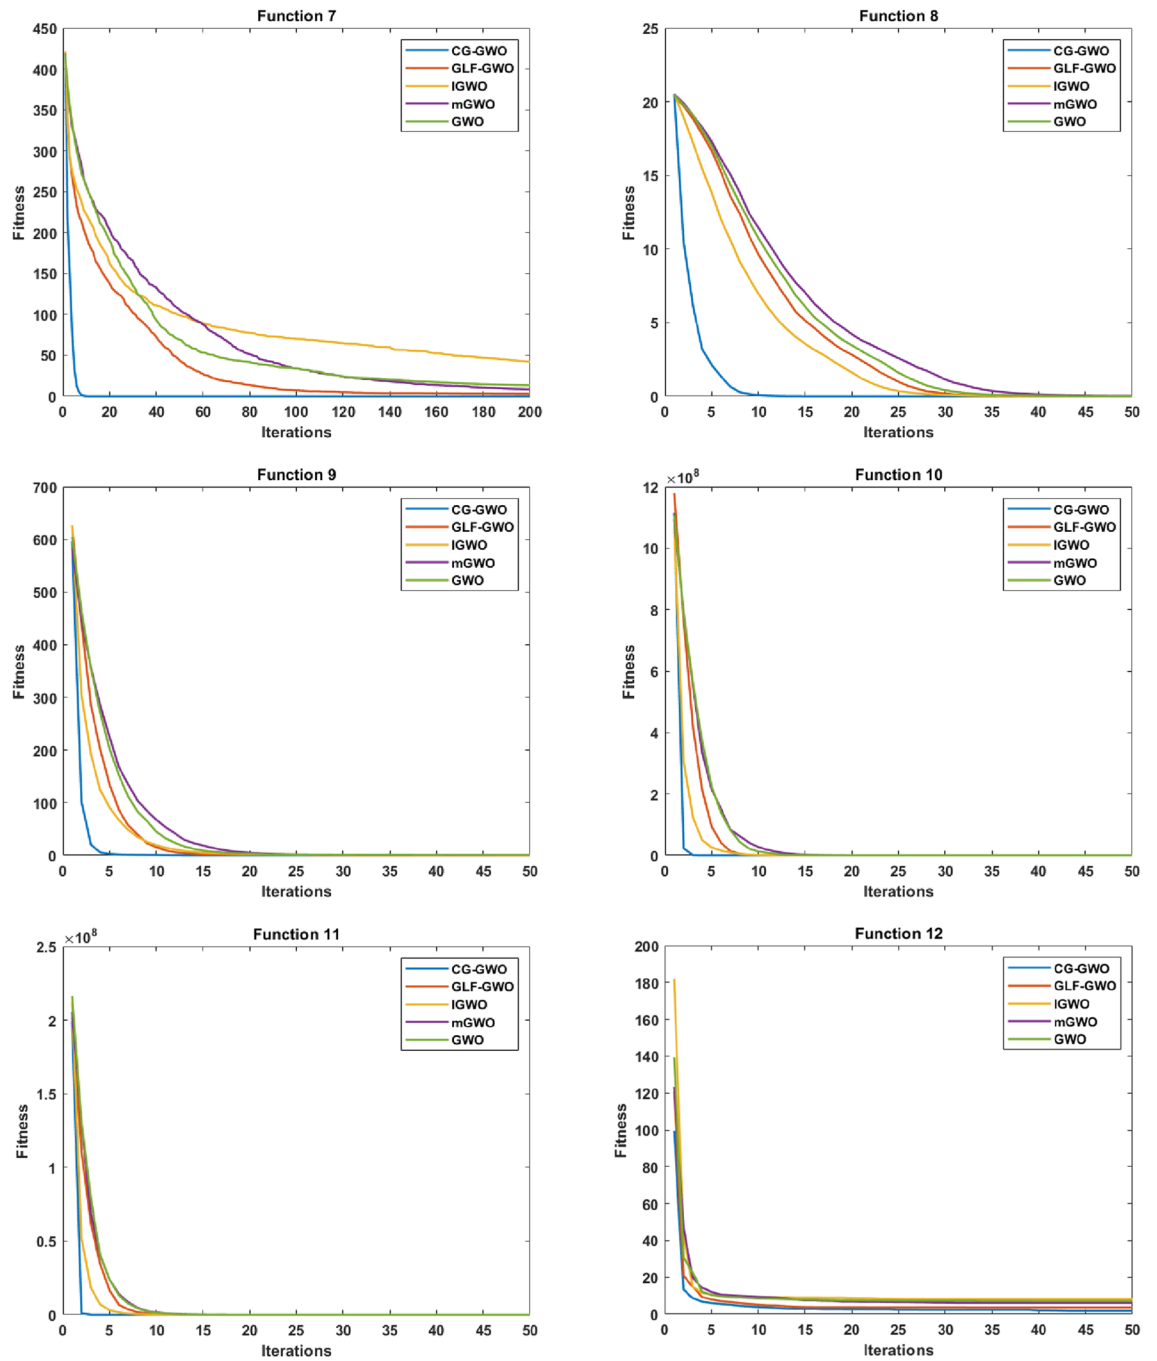 Function 7
450
400
350
300
250
200
150
100
50
0
Fitness
CG-GWO
GLF-GWO
IGWO
mGWO
GWO
0 20 40 60 80 100 120 140 160 180 200
Iterations
Function 8
25
20
15
10
5
0
Fitness
CG-GWO
GLF-GWO
IGWO
mGWO
GWO
0 5 10 15 20 25 30 35 40 45 50
Iterations
Function 9
700
600
500
400
300
200
100
0
Fitness
CG-GWO
GLF-GWO
IGWO
mGWO
GWO
0 5 10 15 20 25 30 35 40 45 50
Iterations
Function 10
×10⁸
12
10
8
6
4
2
0
Fitness
CG-GWO
GLF-GWO
IGWO
mGWO
GWO
0 5 10 15 20 25 30 35 40 45 50
Iterations
Function 11
×10⁸
2.5
2
1.5
1
0.5
0
Fitness
CG-GWO
GLF-GWO
IGWO
mGWO
GWO
0 5 10 15 20 25 30 35 40 45 50
Iterations
Function 12
200
180
160
140
120
100
80
60
40
20
0
Fitness
CG-GWO
GLF-GWO
IGWO
mGWO
GWO
0 5 10 15 20 25 30 35 40 45 50
Iterations